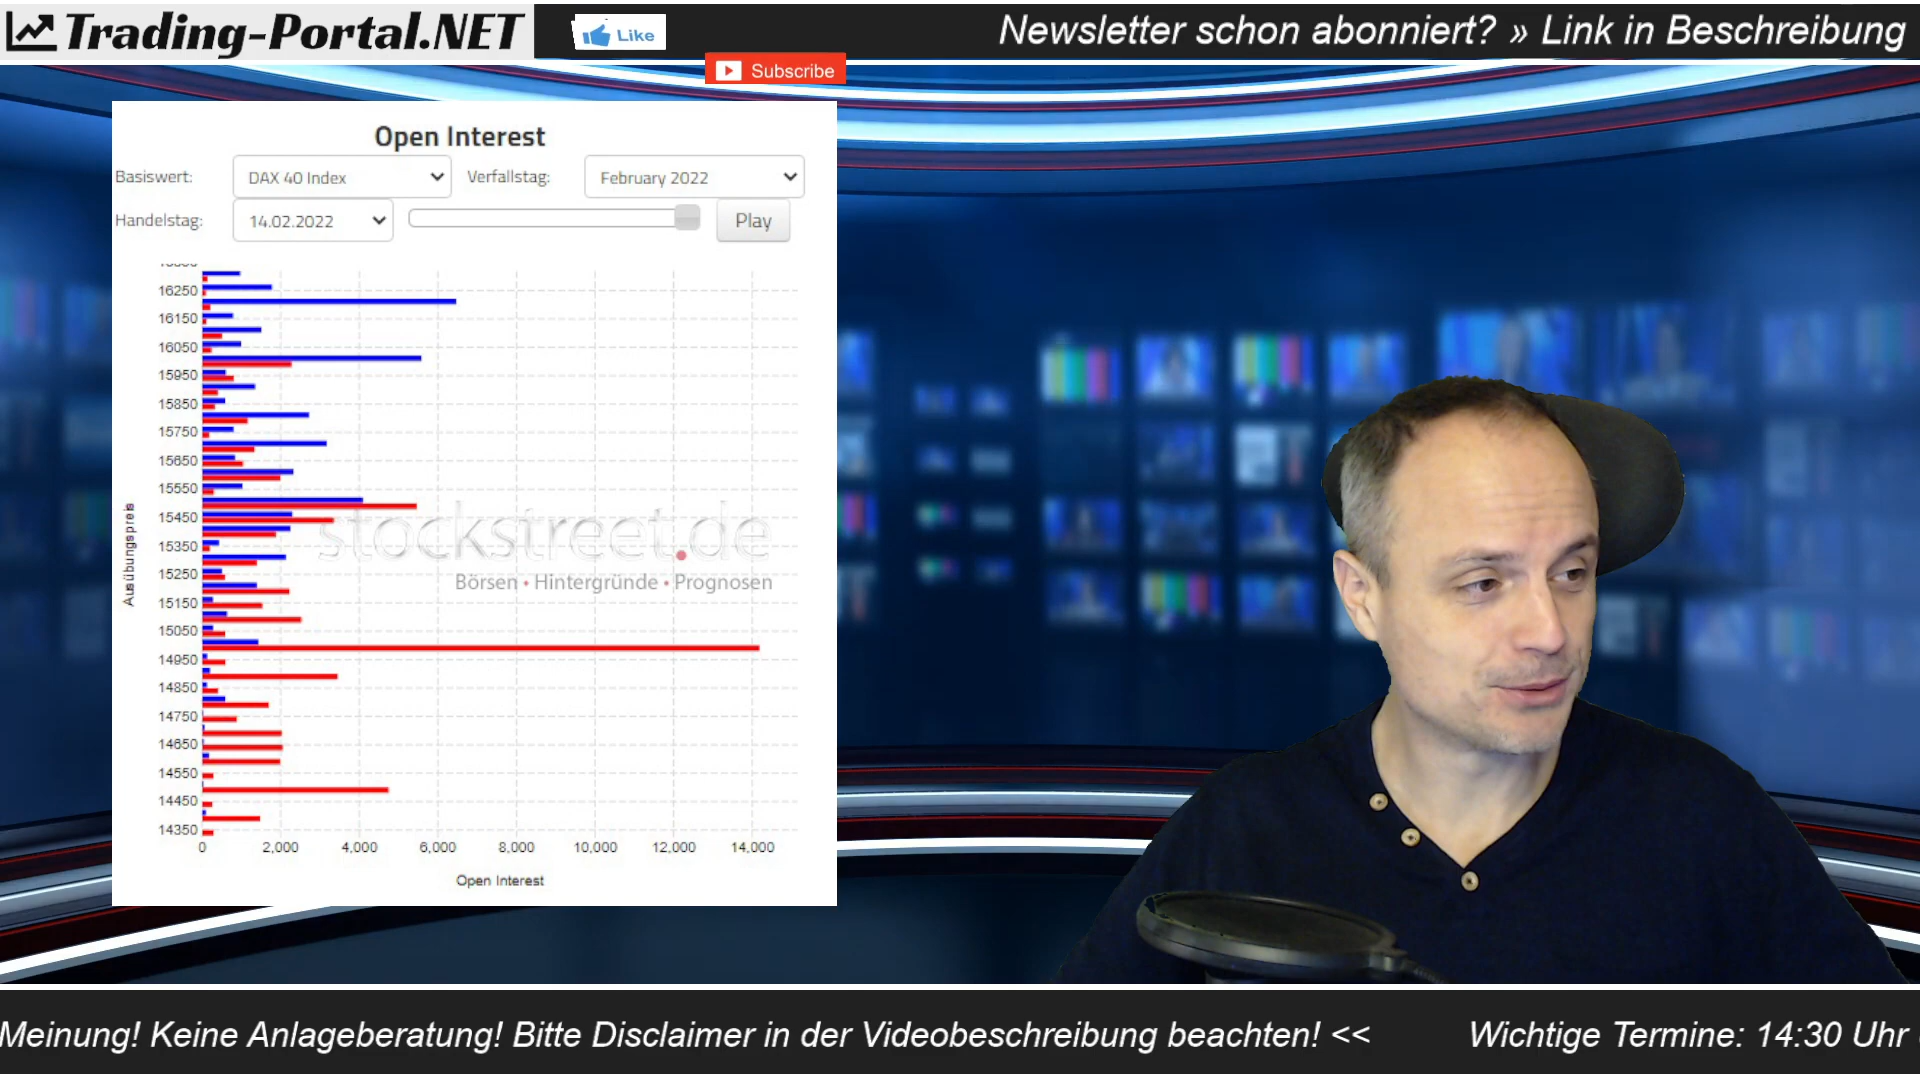 Trading-Portal.NET
Like
Newsletter schon abonniert? » Link in Beschreibung
Subscribe
Open Interest
Basiswert: DAX 40 Index Verfallstag: February 2022
Handelstag: 14.02.2022 Play
16250
16150
16050
15950
15850
15750
15650
15550
15450
15350
15250
15150
15050
14950
14850
14750
14650
14550
14450
14350
Ausübungspreis
stockstreet.de
Börsen • Hintergründe • Prognosen
0 2,000 4,000 6,000 8,000 10,000 12,000 14,000
Open Interest
Meinung! Keine Anlageberatung! Bitte Disclaimer in der Videobeschreibung beachten! << Wichtige Termine: 14:30 Uhr